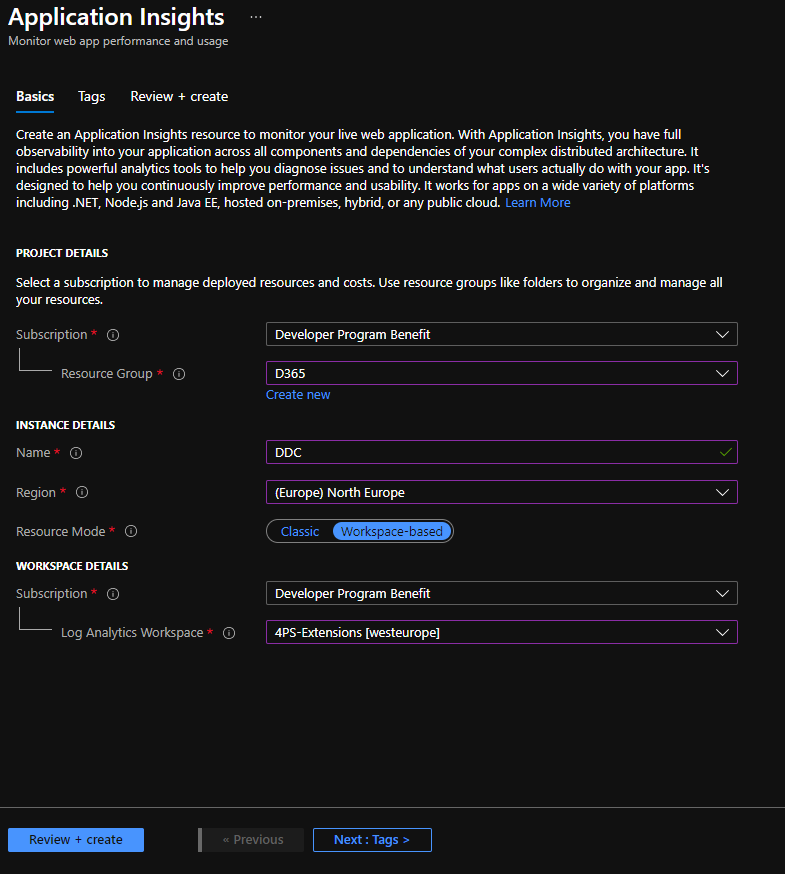 Application Insights ...
Monitor web app performance and usage
Basics Tags Review + create
Create an Application Insights resource to monitor your live web application. With Application Insights, you have full
observability into your application across all components and dependencies of your complex distributed architecture. It
includes powerful analytics tools to help you diagnose issues and to understand what users actually do with your app. It's
designed to help you continuously improve performance and usability. It works for apps on a wide variety of platforms
including .NET, Node.js and Java EE, hosted on-premises, hybrid, or any public cloud. Learn More
PROJECT DETAILS
Select a subscription to manage deployed resources and costs. Use resource groups like folders to organize and manage all
your resources.
Subscription * Developer Program Benefit
Resource Group * D365
Create new
INSTANCE DETAILS
Name * DDC
Region * (Europe) North Europe
Resource Mode * Classic Workspace-based
WORKSPACE DETAILS
Subscription * Developer Program Benefit
Log Analytics Workspace * 4PS-Extensions [westeurope]
Review + create « Previous Next : Tags >